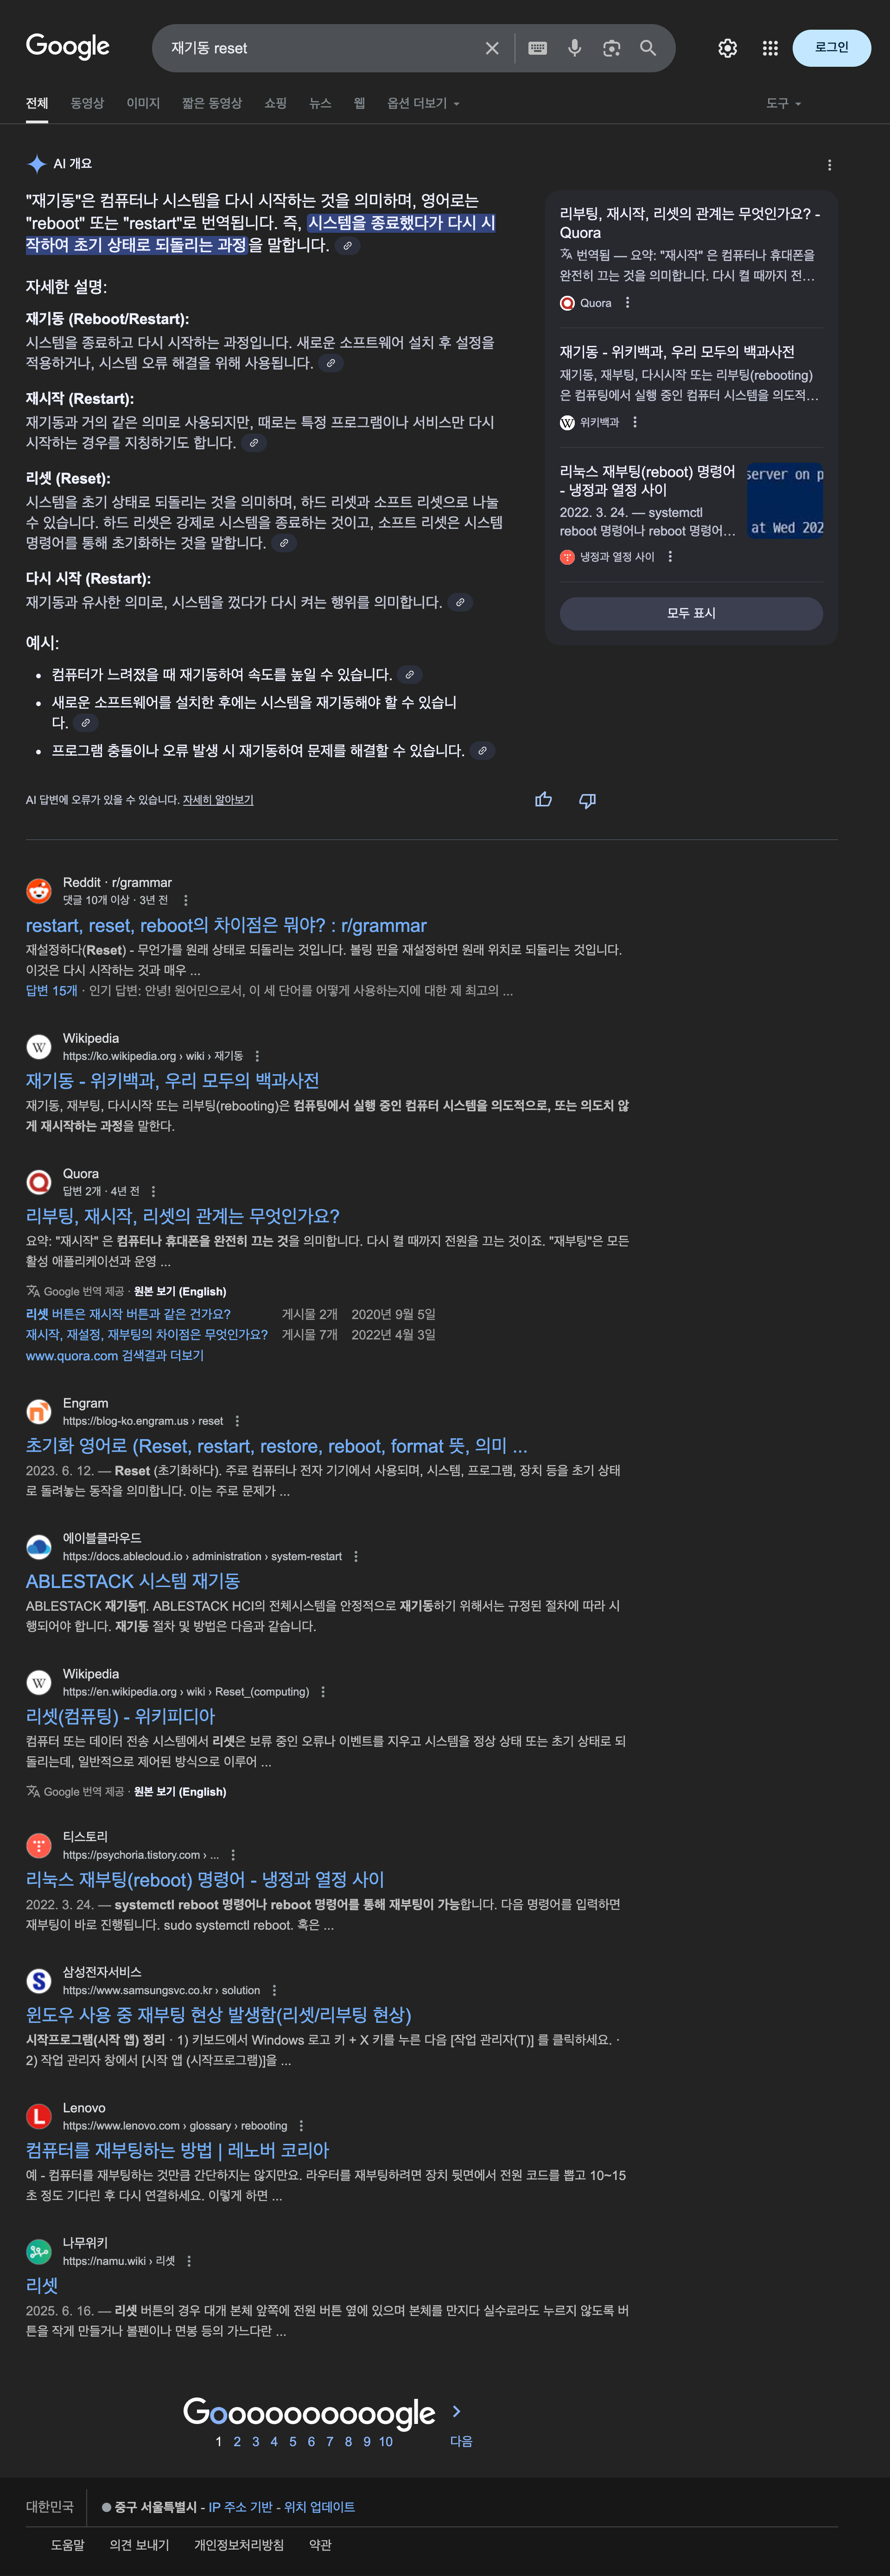 Google
재기동 reset
로그인
전체 동영상 이미지 짧은 동영상 쇼핑 뉴스 웹 옵션 더보기 도구
AI 개요
"재기동"은 컴퓨터나 시스템을 다시 시작하는 것을 의미하며, 영어로는
"reboot" 또는 "restart"로 번역됩니다. 즉, 시스템을 종료했다가 다시 시
작하여 초기 상태로 되돌리는 과정을 말합니다.
자세한 설명:
재기동 (Reboot/Restart):
시스템을 종료하고 다시 시작하는 과정입니다. 새로운 소프트웨어 설치 후 설정을
적용하거나, 시스템 오류 해결을 위해 사용됩니다.
재시작 (Restart):
재기동과 거의 같은 의미로 사용되지만, 때로는 특정 프로그램이나 서비스만 다시
시작하는 경우를 지칭하기도 합니다.
리셋 (Reset):
시스템을 초기 상태로 되돌리는 것을 의미하며, 하드 리셋과 소프트 리셋으로 나눌
수 있습니다. 하드 리셋은 강제로 시스템을 종료하는 것이고, 소프트 리셋은 시스템
명령어를 통해 초기화하는 것을 말합니다.
다시 시작 (Restart):
재기동과 유사한 의미로, 시스템을 껐다가 다시 켜는 행위를 의미합니다.
예시:
• 컴퓨터가 느려졌을 때 재기동하여 속도를 높일 수 있습니다.
• 새로운 소프트웨어를 설치한 후에는 시스템을 재기동해야 할 수 있습니
다.
• 프로그램 충돌이나 오류 발생 시 재기동하여 문제를 해결할 수 있습니다.
AI 답변에 오류가 있을 수 있습니다. 자세히 알아보기
리부팅, 재시작, 리셋의 관계는 무엇인가요? -
Quora
번역됨 — 요약: "재시작" 은 컴퓨터나 휴대폰을
완전히 끄는 것을 의미합니다. 다시 켤 때까지 전…
Quora
재기동 - 위키백과, 우리 모두의 백과사전
재기동, 재부팅, 다시시작 또는 리부팅(rebooting)
은 컴퓨팅에서 실행 중인 컴퓨터 시스템을 의도적…
W 위키백과
리눅스 재부팅(reboot) 명령어
- 냉정과 열정 사이
2022. 3. 24. — systemctl
reboot 명령어나 reboot 명령어…
server on p
at Wed 202
냉정과 열정 사이
모두 표시
Reddit · r/grammar
댓글 10개 이상 · 3년 전
restart, reset, reboot의 차이점은 뭐야? : r/grammar
재설정하다(Reset) - 무언가를 원래 상태로 되돌리는 것입니다. 볼링 핀을 재설정하면 원래 위치로 되돌리는 것입니다.
이것은 다시 시작하는 것과 매우 ...
답변 15개 · 인기 답변: 안녕! 원어민으로서, 이 세 단어를 어떻게 사용하는지에 대한 제 최고의 ...
W
Wikipedia
https://ko.wikipedia.org › wiki › 재기동
재기동 - 위키백과, 우리 모두의 백과사전
재기동, 재부팅, 다시시작 또는 리부팅(rebooting)은 컴퓨팅에서 실행 중인 컴퓨터 시스템을 의도적으로, 또는 의도치 않
게 재시작하는 과정을 말한다.
Quora
답변 2개 · 4년 전
리부팅, 재시작, 리셋의 관계는 무엇인가요?
요약: "재시작" 은 컴퓨터나 휴대폰을 완전히 끄는 것을 의미합니다. 다시 켤 때까지 전원을 끄는 것이죠. "재부팅"은 모든
활성 애플리케이션과 운영 ...
Google 번역 제공 · 원본 보기 (English)
리셋 버튼은 재시작 버튼과 같은 건가요? 게시물 2개 2020년 9월 5일
재시작, 재설정, 재부팅의 차이점은 무엇인가요? 게시물 7개 2022년 4월 3일
www.quora.com 검색결과 더보기
Engram
https://blog-ko.engram.us › reset
초기화 영어로 (Reset, restart, restore, reboot, format 뜻, 의미 ...
2023. 6. 12. — Reset (초기화하다). 주로 컴퓨터나 전자 기기에서 사용되며, 시스템, 프로그램, 장치 등을 초기 상태
로 돌려놓는 동작을 의미합니다. 이는 주로 문제가 ...
에이블클라우드
https://docs.ablecloud.io › administration › system-restart
ABLESTACK 시스템 재기동
ABLESTACK 재기동¶. ABLESTACK HCI의 전체시스템을 안정적으로 재기동하기 위해서는 규정된 절차에 따라 시
행되어야 합니다. 재기동 절차 및 방법은 다음과 같습니다.
W
Wikipedia
https://en.wikipedia.org › wiki › Reset_(computing)
리셋(컴퓨팅) - 위키피디아
컴퓨터 또는 데이터 전송 시스템에서 리셋은 보류 중인 오류나 이벤트를 지우고 시스템을 정상 상태 또는 초기 상태로 되
돌리는데, 일반적으로 제어된 방식으로 이루어 ...
Google 번역 제공 · 원본 보기 (English)
티스토리
https://psychoria.tistory.com › ...
리눅스 재부팅(reboot) 명령어 - 냉정과 열정 사이
2022. 3. 24. — systemctl reboot 명령어나 reboot 명령어를 통해 재부팅이 가능합니다. 다음 명령어를 입력하면
재부팅이 바로 진행됩니다. sudo systemctl reboot. 혹은 ...
S
삼성전자서비스
https://www.samsungsvc.co.kr › solution
윈도우 사용 중 재부팅 현상 발생함(리셋/리부팅 현상)
시작프로그램(시작 앱) 정리 · 1) 키보드에서 Windows 로고 키 + X 키를 누른 다음 [작업 관리자(T)] 를 클릭하세요. ·
2) 작업 관리자 창에서 [시작 앱 (시작프로그램)]을 ...
L
Lenovo
https://www.lenovo.com › glossary › rebooting
컴퓨터를 재부팅하는 방법 | 레노버 코리아
예 - 컴퓨터를 재부팅하는 것만큼 간단하지는 않지만요. 라우터를 재부팅하려면 장치 뒷면에서 전원 코드를 뽑고 10~15
초 정도 기다린 후 다시 연결하세요. 이렇게 하면 ...
나무위키
https://namu.wiki › 리셋
리셋
2025. 6. 16. — 리셋 버튼의 경우 대개 본체 앞쪽에 전원 버튼 옆에 있으며 본체를 만지다 실수로라도 누르지 않도록 버
튼을 작게 만들거나 볼펜이나 면봉 등의 가느다란 ...
Goooooooooogle
1 2 3 4 5 6 7 8 9 10 다음
대한민국 중구 서울특별시 - IP 주소 기반 - 위치 업데이트
도움말 의견 보내기 개인정보처리방침 약관